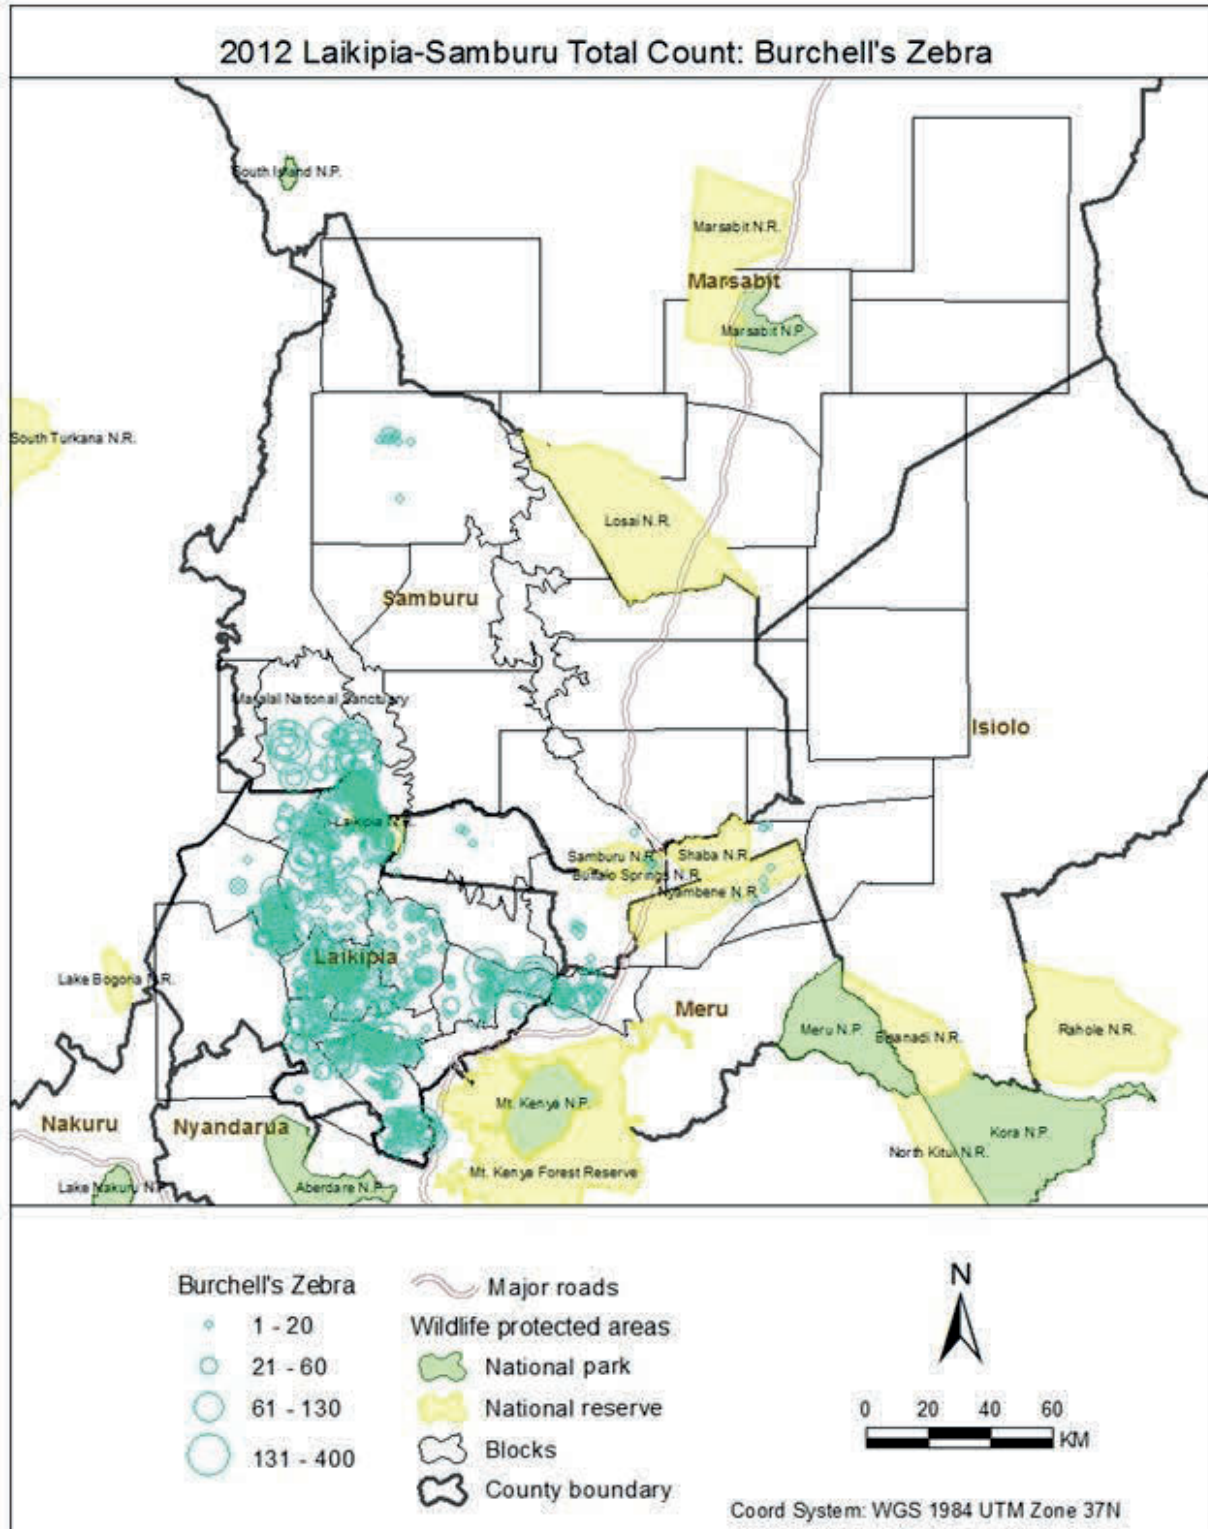 2012 Laikipia-Samburu Total Count: Burchell's Zebra
South Island N.P.
Marsabit N.R.
Marsabit
Marsabit N.P.
South Turkana N.R.
Losai N.R.
Samburu
Maralal National Sanctuary
Isiolo
Laikipia N.R.
Samburu N.R.
Shaba N.R.
Buffalo Springs N.R.
Nyambene N.R.
Laikipia
Lake Bogoria N.R.
Meru
Meru N.P.
Bisanadi N.R.
Rahole N.R.
Mt. Kenya N.P.
Nakuru
Nyandarua
Kora N.P.
North Kitui N.R.
Mt. Kenya Forest Reserve
Lake Nakuru N.P.
Aberdare N.P.
Burchell's Zebra
1 - 20
21 - 60
61 - 130
131 - 400
Major roads
Wildlife protected areas
National park
National reserve
Blocks
County boundary
N
0 20 40 60
KM
Coord System: WGS 1984 UTM Zone 37N